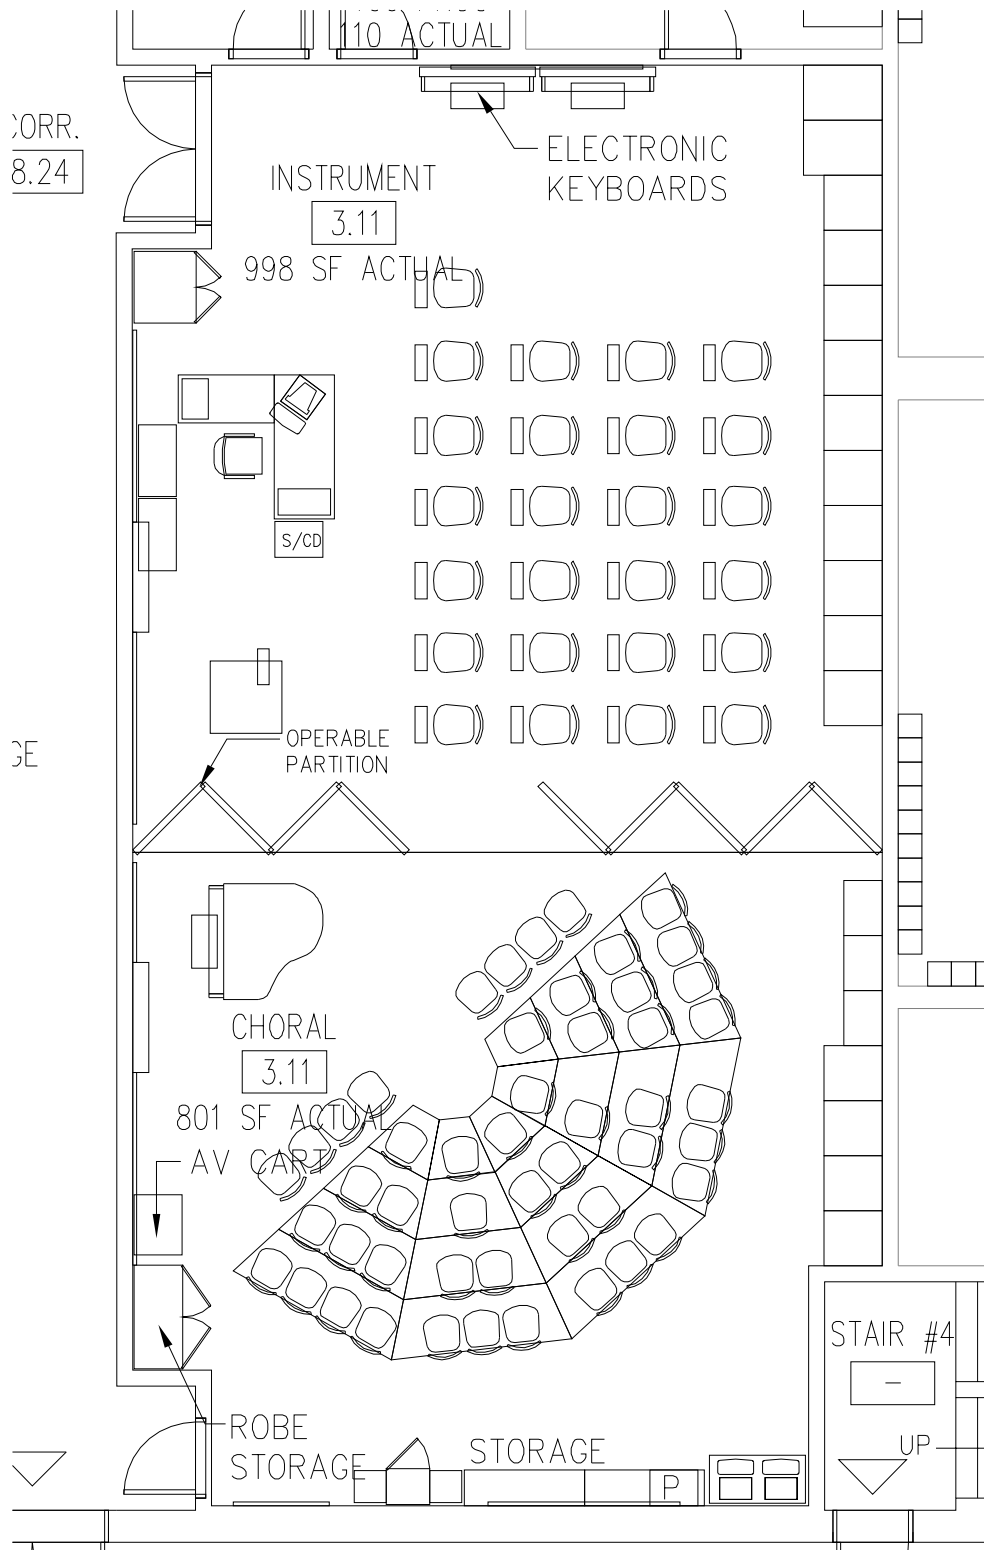 110 ACTUAL
CORR.
8.24
ELECTRONIC
KEYBOARDS
INSTRUMENT
3.11
998 SF ACTUAL
S/CD
OPERABLE
PARTITION
GE
CHORAL
3.11
801 SF ACTUAL
AV CART
STAIR #4
–
UP
ROBE
STORAGE
STORAGE
P